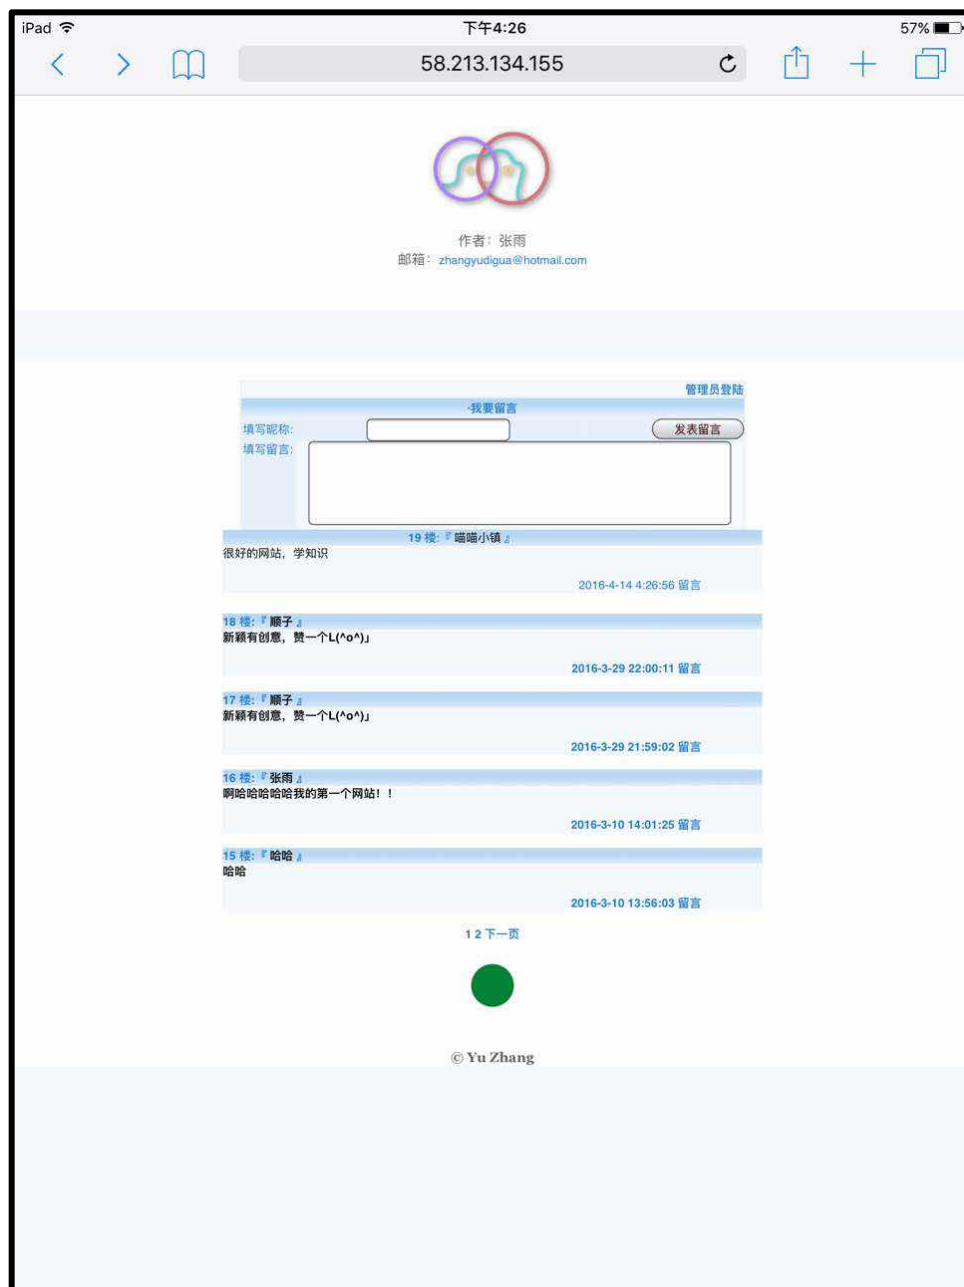 iPad 下午4:26 57%
58.213.134.155
作者：张雨
邮箱：zhangyudigua@hotmail.com
管理员登陆
·我要留言
填写昵称: 发表留言
填写留言:
19 楼:『 喵喵小镇 』
很好的网站，学知识
2016-4-14 4:26:56 留言
18 楼:『 顺子 』
新颖有创意，赞一个L(^o^)」
2016-3-29 22:00:11 留言
17 楼:『 顺子 』
新颖有创意，赞一个L(^o^)」
2016-3-29 21:59:02 留言
16 楼:『 张雨 』
啊哈哈哈哈哈我的第一个网站！！
2016-3-10 14:01:25 留言
15 楼:『 哈哈 』
哈哈
2016-3-10 13:56:03 留言
1 2 下一页
© Yu Zhang